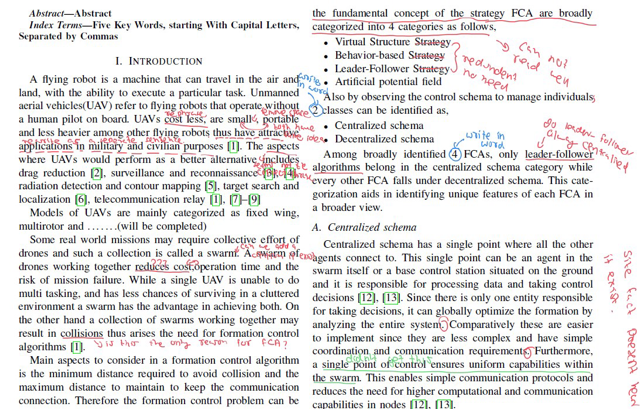 Abstract—Abstract
Index Terms—Five Key Words, starting With Capital Letters,
Separated by Commas
I. INTRODUCTION
A flying robot is a machine that can travel in the air and
land, with the ability to execute a particular task. Unmanned
aerial vehicles(UAV) refer to flying robots that operate without
a human pilot on board. UAV's cost less, are small, portable
and less heavier among other flying robots thus have attractive
applications in military and civilian purposes [1]. The aspect
where UAVs would perform as a better alternative includes
drag reduction [2], surveillance and reconnaissance [3], [4],
radiation detection and contour mapping [5], target search and
localization [6], telecommunication relay [1], [7]–[9]
Models of UAVs are mainly categorized as fixed wing,
multirotor and .......(will be completed)
Some real world missions may require collective effort of
drones and such a collection is called a swarm. A swarm of
drones working together reduces cost, operation time and the
risk of mission failure. While a single UAV is unable to do
multi tasking, and has less chances of surviving in a cluttered
environment a swarm has the advantage in achieving both. On
the other hand a collection of swarms working together may
result in collisions thus arises the need for formation control
algorithms [1].
is that the only reason for FCA?
Main aspects to consider in a formation control algorithm
is the minimum distance required to avoid collision and the
maximum distance to maintain to keep the communication
connection. Therefore the formation control problem can be
the fundamental concept of the strategy FCA are broadly
categorized into 4 categories as follows,
• Virtual Structure Strategy
• Behavior-based Strategy
• Leader-Follower Strategy
• Artificial potential field
redundent
no need
can not
read
Also by observing the control schema to manage individuals,
2 classes can be identified as,
in word
• Centralized schema
• Decentralized schema
write in
word
Among broadly identified 4 FCAs, only leader-follower
algorithms belong in the centralized schema category while
every other FCA falls under decentralized schema. This cat-
egorization aids in identifying unique features of each FCA in
a broader view.
do leader follower
centralized
A. Centralized schema
Centralized schema has a single point where all the other
agents connect to. This single point can be an agent in the
swarm itself or a base control station situated on the ground
and it is responsible for processing data and taking control
decisions [12], [13]. Since there is only one entity responsible
for taking decisions, it can globally optimize the formation by
analyzing the entire system. Comparatively these are easier
to implement since they are less complex and have simple
coordination, and communication requirements. Furthermore,
didn't get this
a single point of control ensures uniform capabilities within
the swarm. This enables simple communication protocols and
reduces the need for higher computational and communication
capabilities in nodes [12], [13].